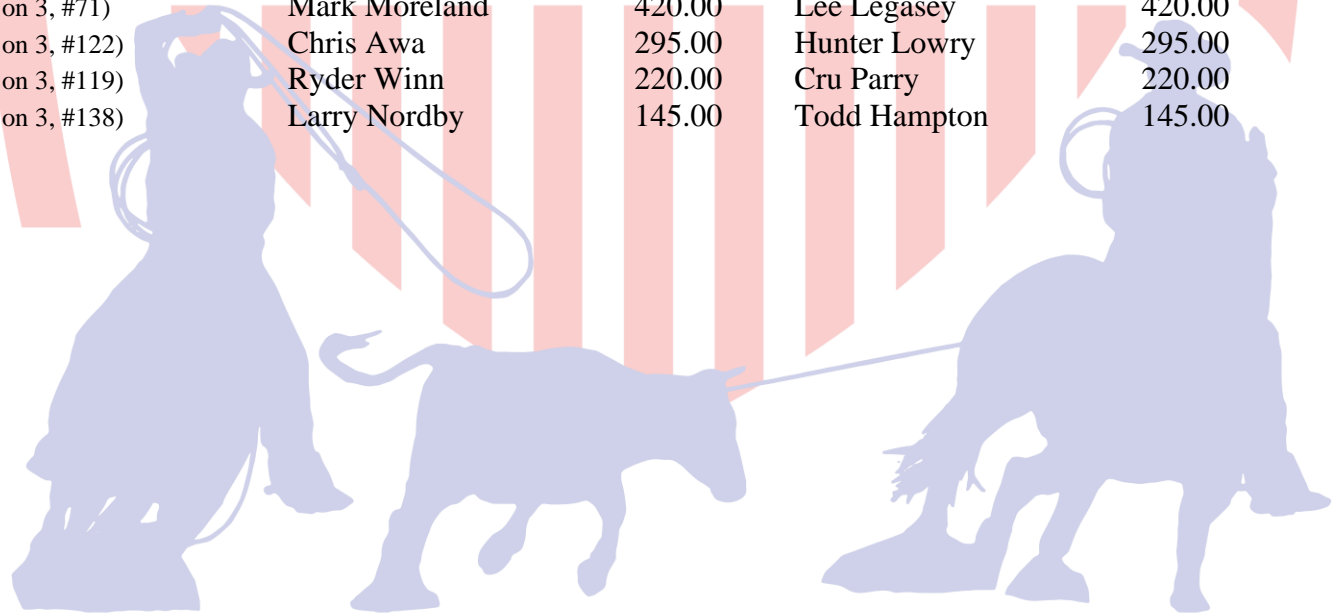 on 3, #71) Mark Moreland 420.00 Lee Legasey 420.00
on 3, #122) Chris Awa 295.00 Hunter Lowry 295.00
on 3, #119) Ryder Winn 220.00 Cru Parry 220.00
on 3, #138) Larry Nordby 145.00 Todd Hampton 145.00